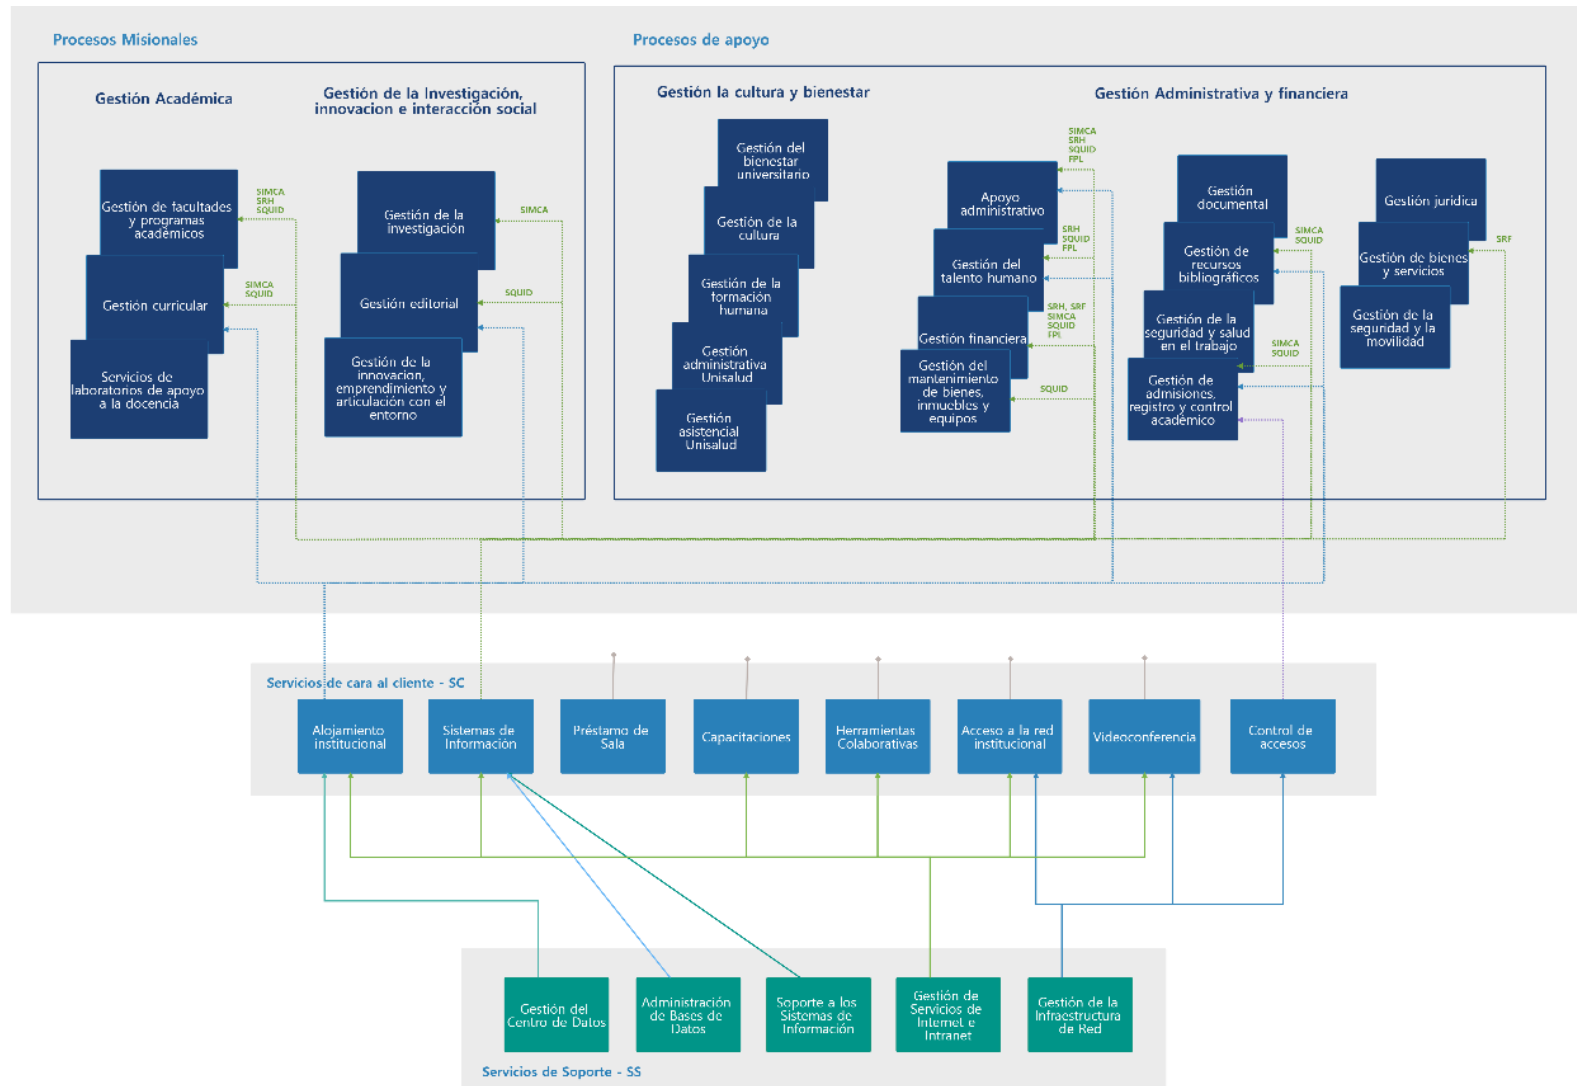 Procesos Misionales
Procesos de apoyo
Gestión Académica
Gestión de la Investigación,
innovacion e interacción social
Gestión la cultura y bienestar
Gestión Administrativa y financiera
Gestión de facultades
y programas
académicos
SIMCA
SRH
SQUID
Gestión curricular
SIMCA
SQUID
Servicios de
laboratorios de apoyo
a la docencia
Gestión de la
investigación
SIMCA
Gestión editorial
SQUID
Gestión de la
innovacion,
emprendimiento y
articulación con el
entorno
Gestión del
bienestar
universitario
Gestión de la
cultura
Gestión de la
formación
humana
Gestión
administrativa
Unisalud
Gestión
asistencial
Unisalud
SIMCA
SRH
SQUID
FPL
Apoyo
administrativo
SRH
SQUID
FPL
Gestión del
talento humano
SRH, SRF
SIMCA
SQUID
FPL
Gestión financiera
Gestión del
mantenimiento
de bienes,
inmuebles y
equipos
SQUID
Gestión
documental
Gestión de
recursos
bibliográficos
SIMCA
SQUID
Gestión de la
seguridad y salud
en el trabajo
SIMCA
SQUID
Gestión de
admisiones,
registro y control
académico
Gestión jurídica
Gestión de bienes
y servicios
SRF
Gestión de la
seguridad y la
movilidad
Servicios de cara al cliente - SC
Alojamiento
institucional
Sistemas de
Información
Préstamo de
Sala
Capacitaciones
Herramientas
Colaborativas
Acceso a la red
institucional
Videoconferencia
Control de
accesos
Gestión del
Centro de Datos
Administración
de Bases de
Datos
Soporte a los
Sistemas de
Información
Gestión de
Servicios de
Internet e
Intranet
Gestión de la
Infraestructura
de Red
Servicios de Soporte - SS